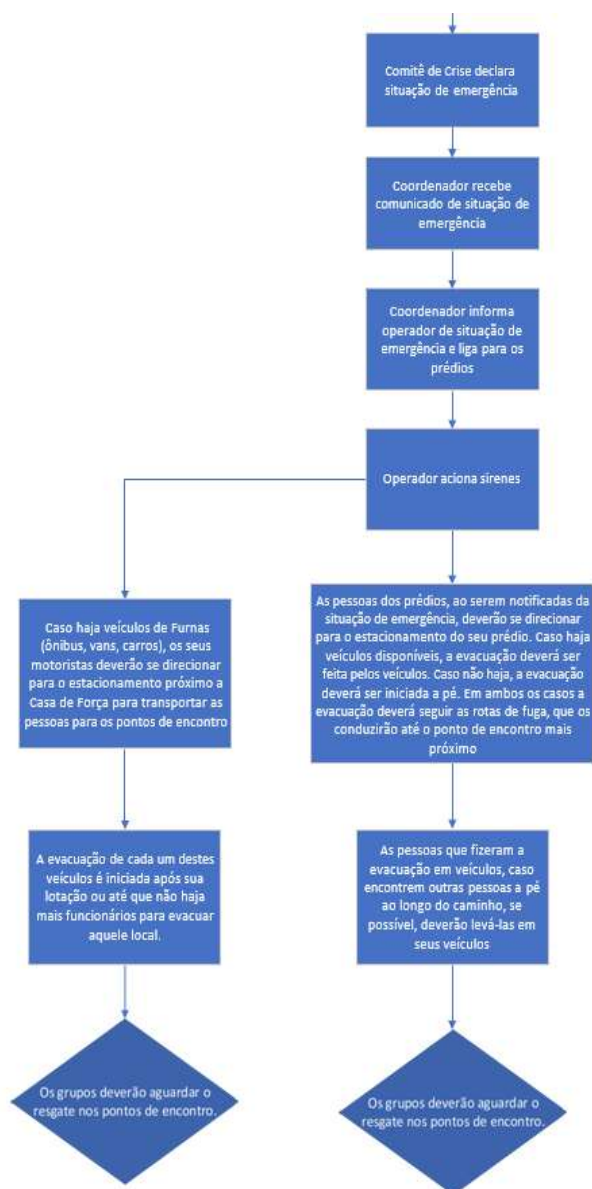 Comitê de Crise declara
situação de emergência
Coordenador recebe
comunicado de situação de
emergência
Coordenador informa
operador de situação de
emergência e liga para os
prédios
Operador aciona sirenes
Caso haja veículos de Furnas
(ônibus, vans, carros), os seus
motoristas deverão se direcionar
para o estacionamento próximo a
Casa de Força para transportar as
pessoas para os pontos de encontro
As pessoas dos prédios, ao serem notificadas da
situação de emergência, deverão se direcionar
para o estacionamento do seu prédio. Caso haja
veículos disponíveis, a evacuação deverá ser
feita pelos veículos. Caso não haja, a evacuação
deverá ser iniciada a pé. Em ambos os casos a
evacuação deverá seguir as rotas de fuga, que os
conduzirão até o ponto de encontro mais
próximo
A evacuação de cada um destes
veículos é iniciada após sua
lotação ou até que não haja
mais funcionários para evacuar
aquele local.
As pessoas que fizeram a
evacuação em veículos, caso
encontrem outras pessoas a pé
ao longo do caminho, se
possível, deverão levá-las em
seus veículos
Os grupos deverão aguardar o
resgate nos pontos de encontro.
Os grupos deverão aguardar o
resgate nos pontos de encontro.